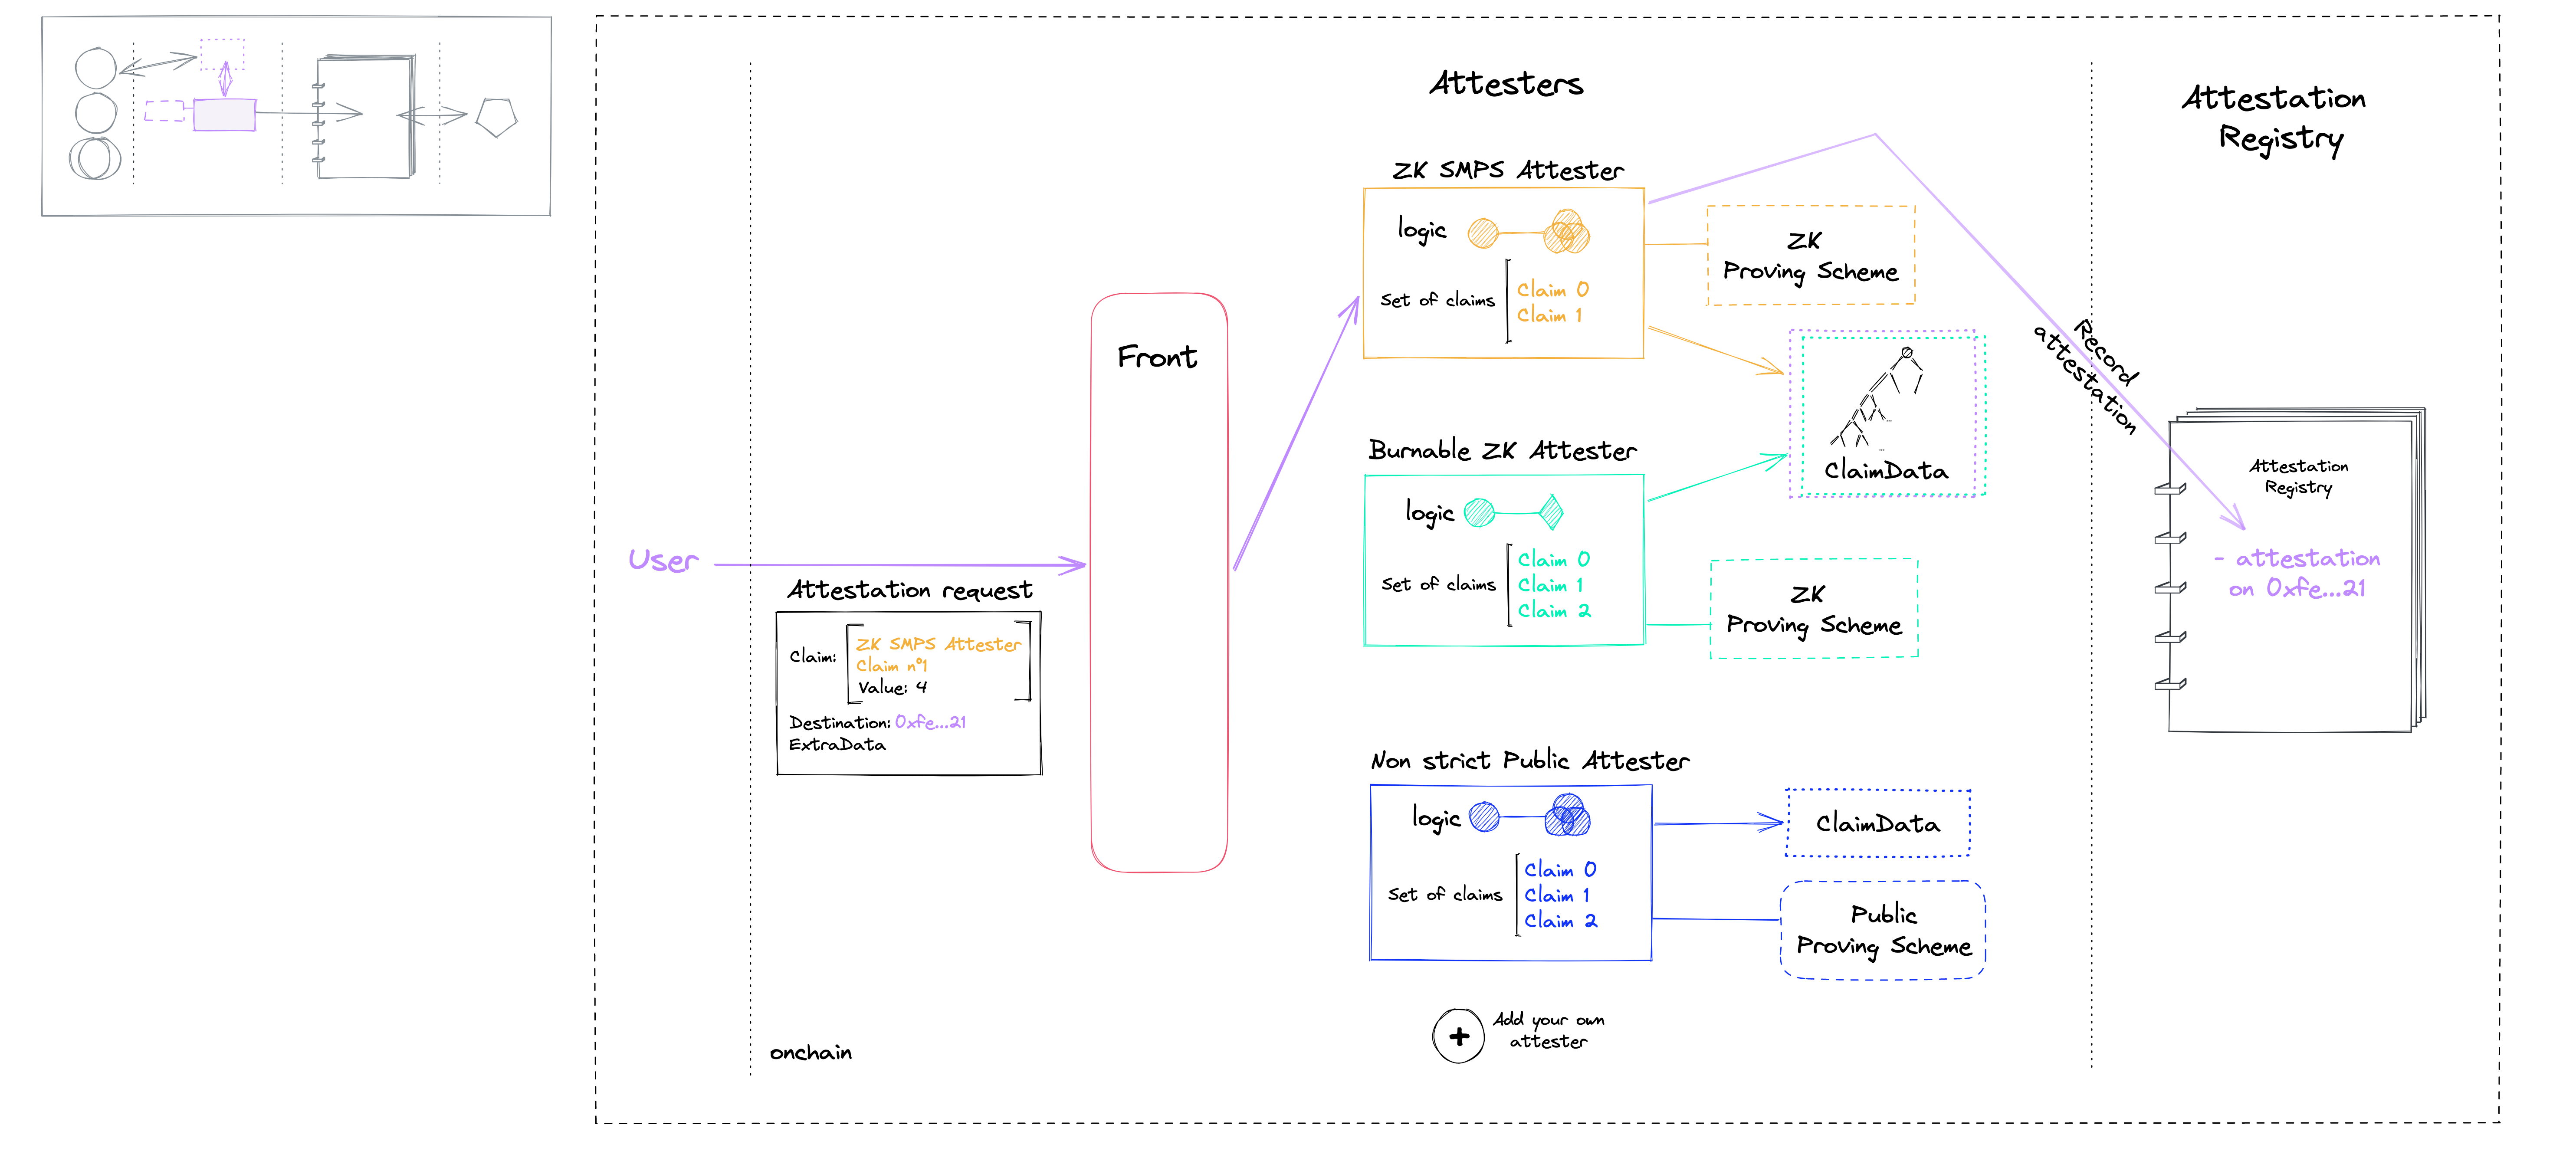 Attesters
Attestation
Registry
ZK SMPS Attester
logic
Set of claims
Claim 0
Claim 1
ZK
Proving Scheme
Record
attestation
Front
ClaimData
Burnable ZK Attester
logic
Set of claims
Claim 0
Claim 1
Claim 2
ZK
Proving Scheme
Attestation
Registry
- attestation
on 0xfe...21
User
Attestation request
Claim:
ZK SMPS Attester
Claim n°1
Value: 4
Destination: 0xfe...21
ExtraData
Non strict Public Attester
logic
Set of claims
Claim 0
Claim 1
Claim 2
ClaimData
Public
Proving Scheme
Add your own
attester
onchain